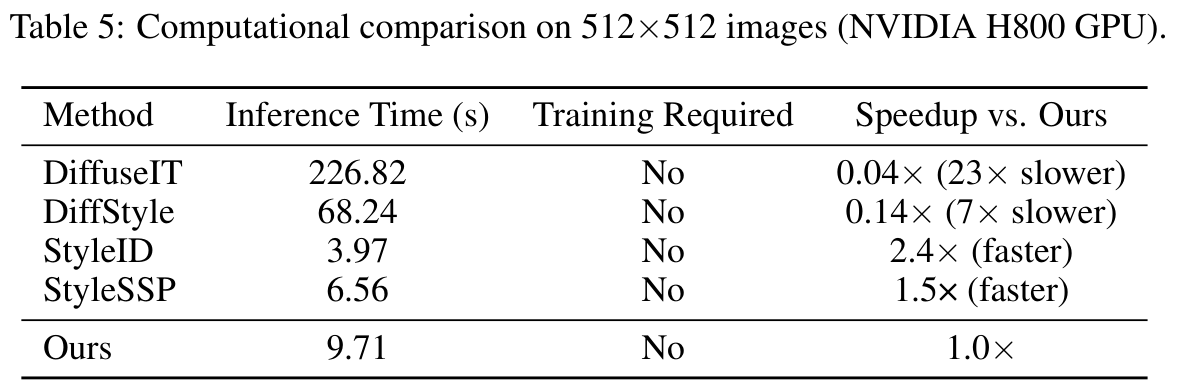 Table 5: Computational comparison on 512×512 images (NVIDIA H800 GPU).
Method Inference Time (s) Training Required Speedup vs. Ours
DiffuseIT 226.82 No 0.04× (23× slower)
DiffStyle 68.24 No 0.14× (7× slower)
StyleID 3.97 No 2.4× (faster)
StyleSSP 6.56 No 1.5× (faster)
Ours 9.71 No 1.0×